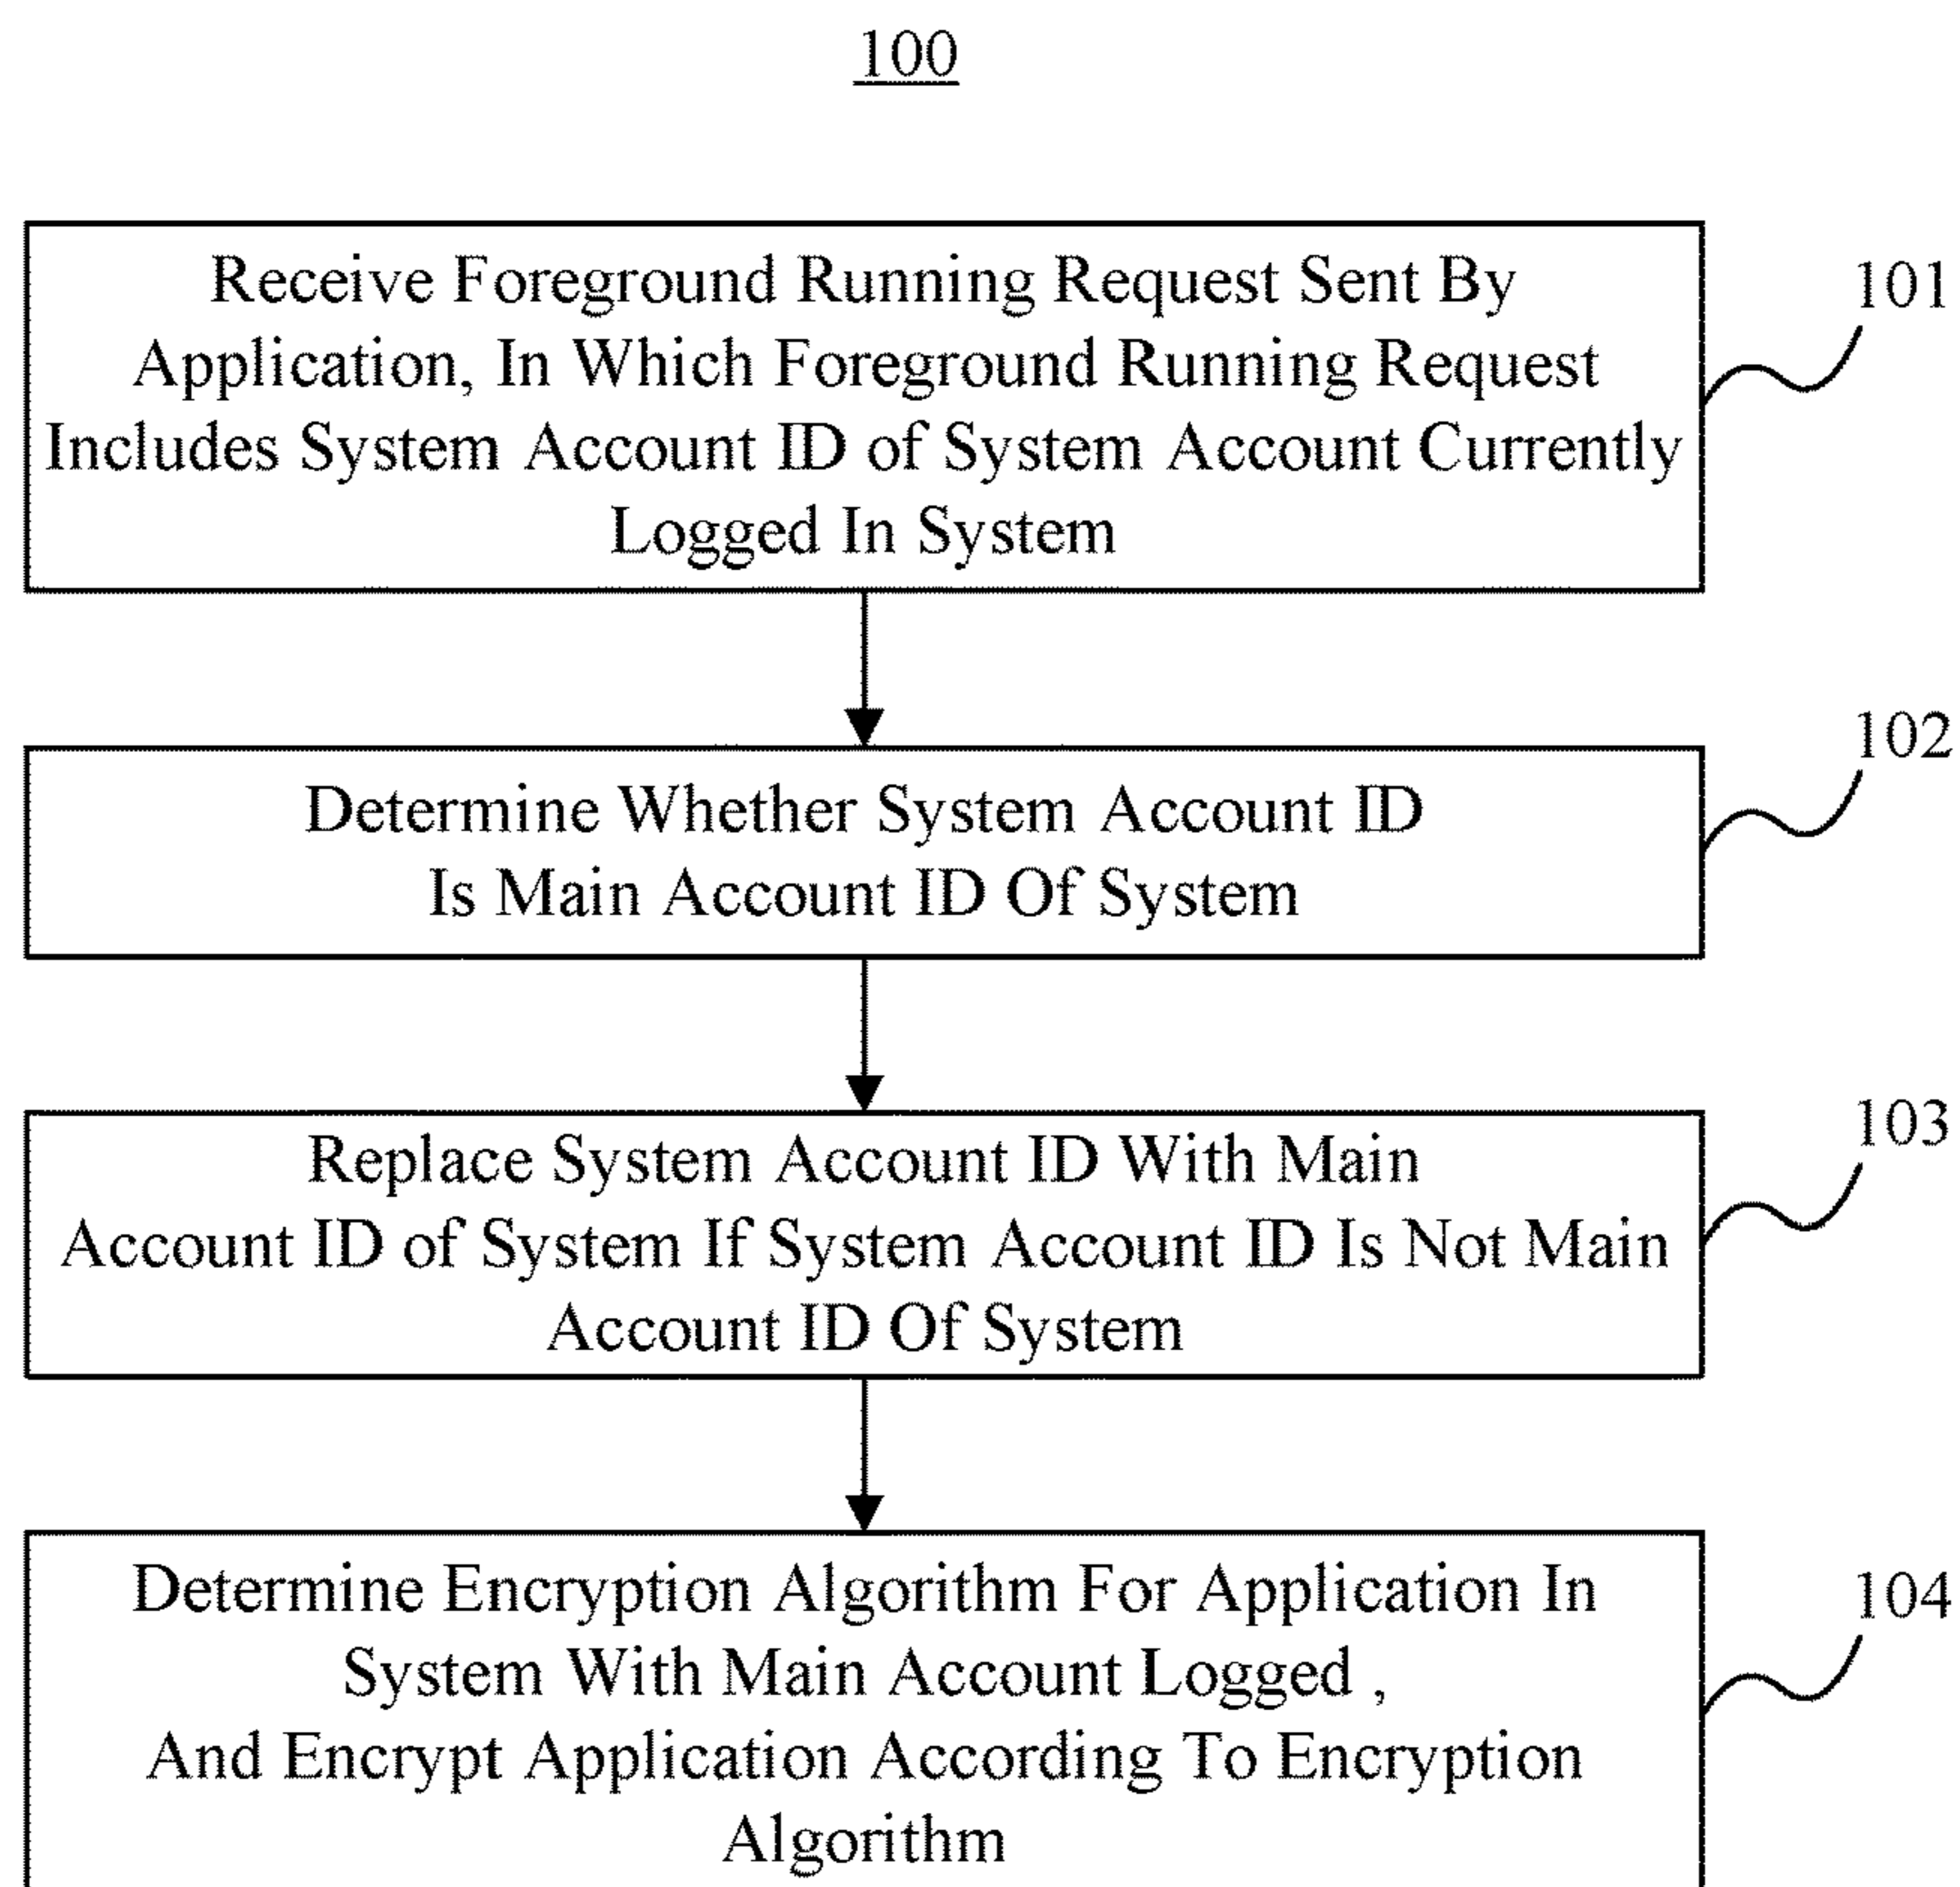 100
Receive Foreground Running Request Sent By
Application, In Which Foreground Running Request
Includes System Account ID of System Account Currently
Logged In System
101
Determine Whether System Account ID
Is Main Account ID Of System
102
Replace System Account ID With Main
Account ID of System If System Account ID Is Not Main
Account ID Of System
103
Determine Encryption Algorithm For Application In
System With Main Account Logged ,
And Encrypt Application According To Encryption
Algorithm
104